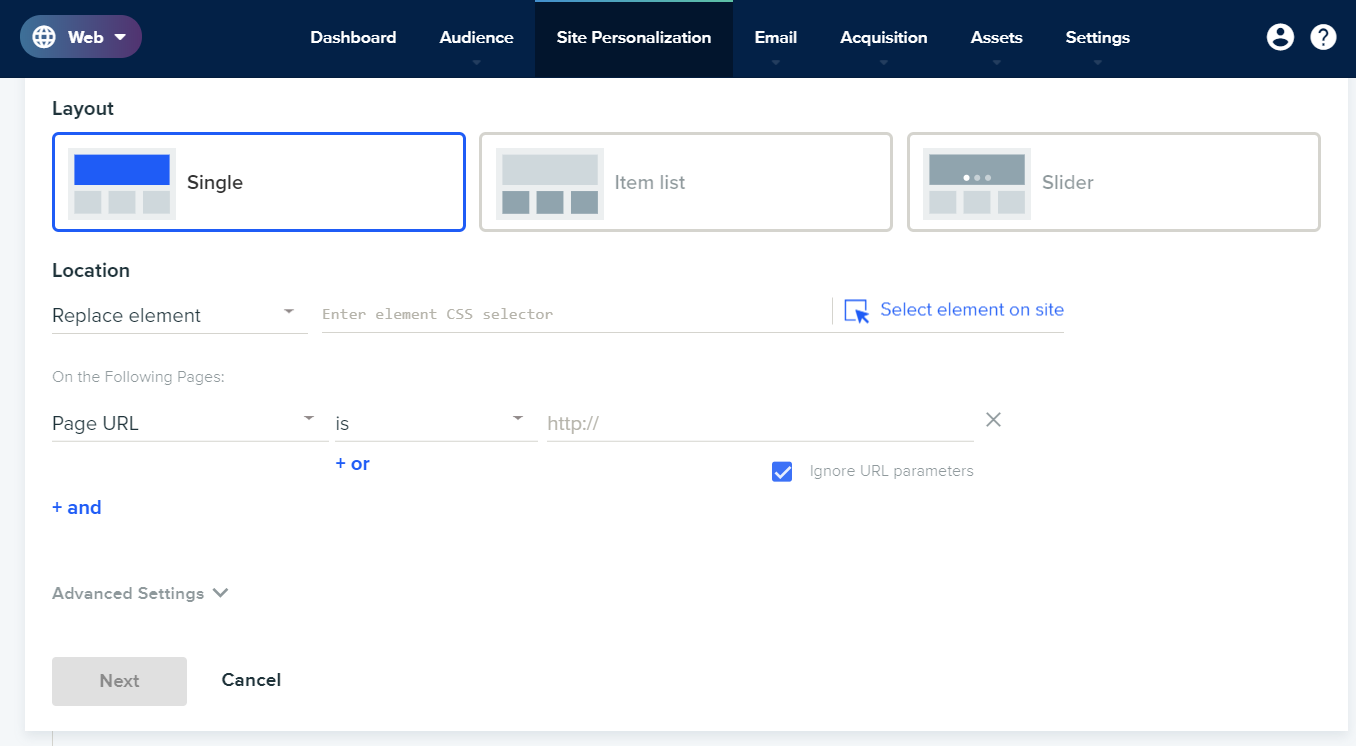 Web Dashboard Audience Site Personalization Email Acquisition Assets Settings ?
Layout
Single Item list Slider
Location
Replace element Enter element CSS selector Select element on site
On the Following Pages:
Page URL is http://
+ or Ignore URL parameters
+ and
Advanced Settings
Next Cancel